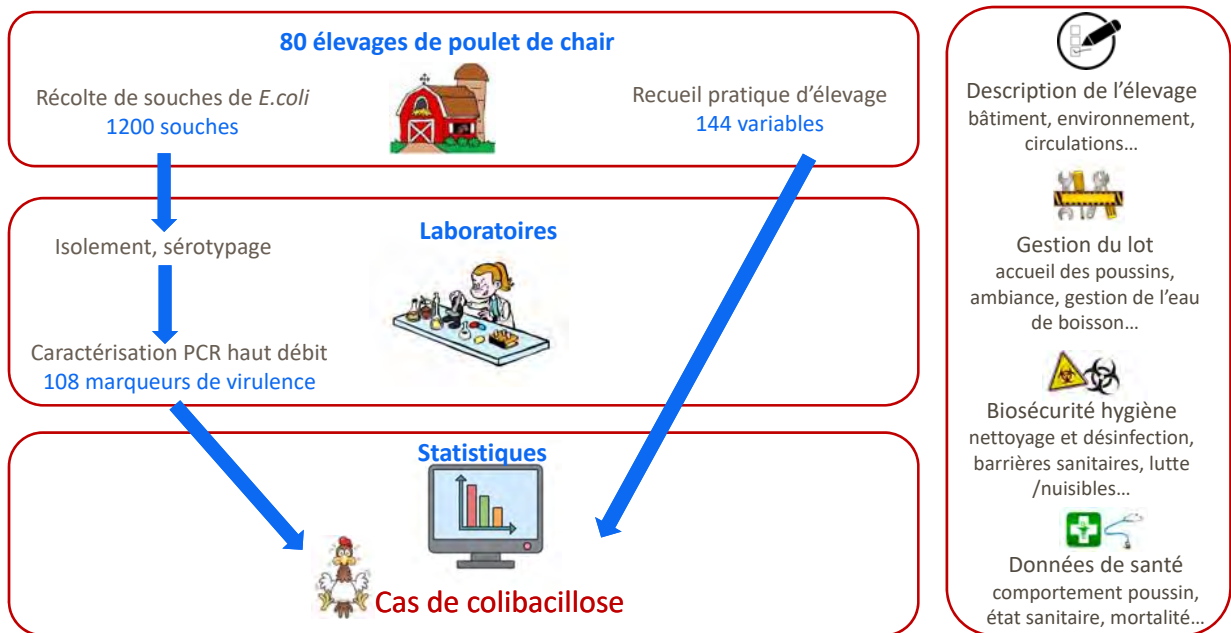 80 élevages de poulet de chair
Récolte de souches de E.coli
1200 souches
Recueil pratique d'élevage
144 variables
Laboratoires
Isolement, sérotypage
Caractérisation PCR haut débit
108 marqueurs de virulence
Statistiques
Cas de colibacillose
Description de l'élevage
bâtiment, environnement,
circulations…
Gestion du lot
accueil des poussins,
ambiance, gestion de l'eau
de boisson…
Biosécurité hygiène
nettoyage et désinfection,
barrières sanitaires, lutte
/nuisibles…
Données de santé
comportement poussin,
état sanitaire, mortalité…